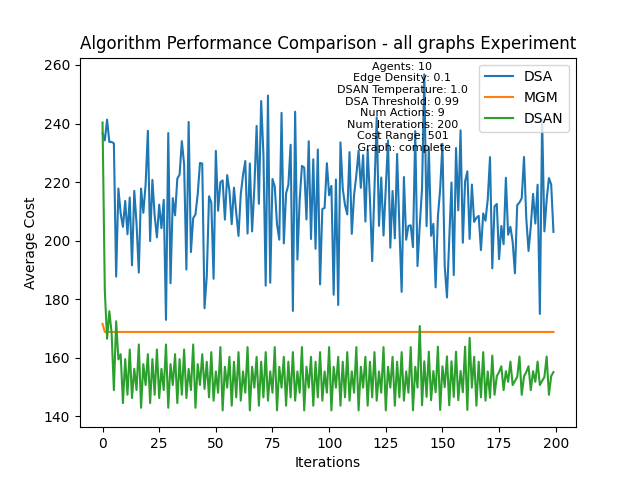 Algorithm Performance Comparison - all graphs Experiment
Agents: 10
Edge Density: 0.1
DSAN Temperature: 1.0
DSA Threshold: 0.99
Num Actions: 9
Num Iterations: 200
Cost Range: 501
Graph: complete
DSA
MGM
DSAN
Average Cost
260
240
220
200
180
160
140
0
25
50
75
100
125
150
175
200
Iterations